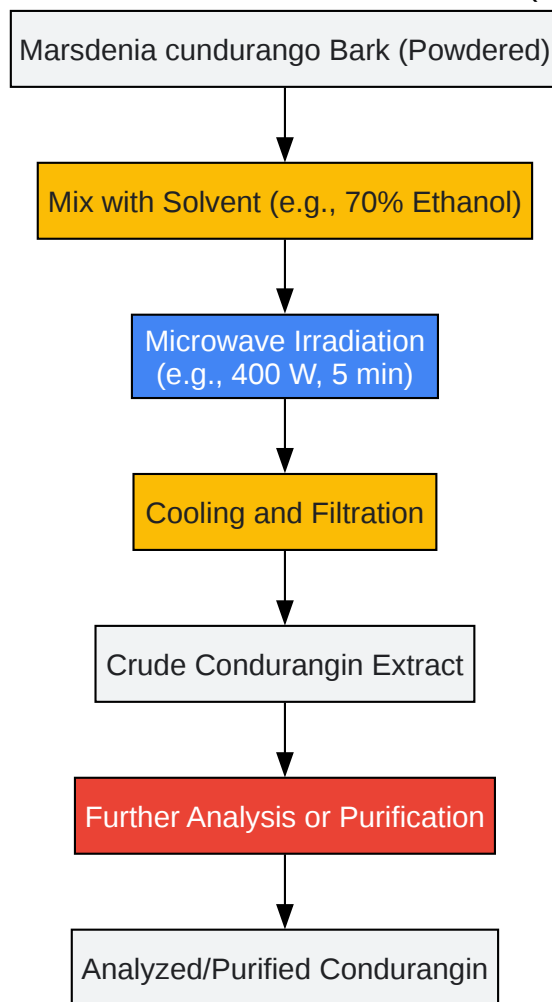 Marsdenia cundurango Bark (Powdered)
Mix with Solvent (e.g., 70% Ethanol)
Microwave Irradiation
(e.g., 400 W, 5 min)
Cooling and Filtration
Crude Condurangin Extract
Further Analysis or Purification
Analyzed/Purified Condurangin